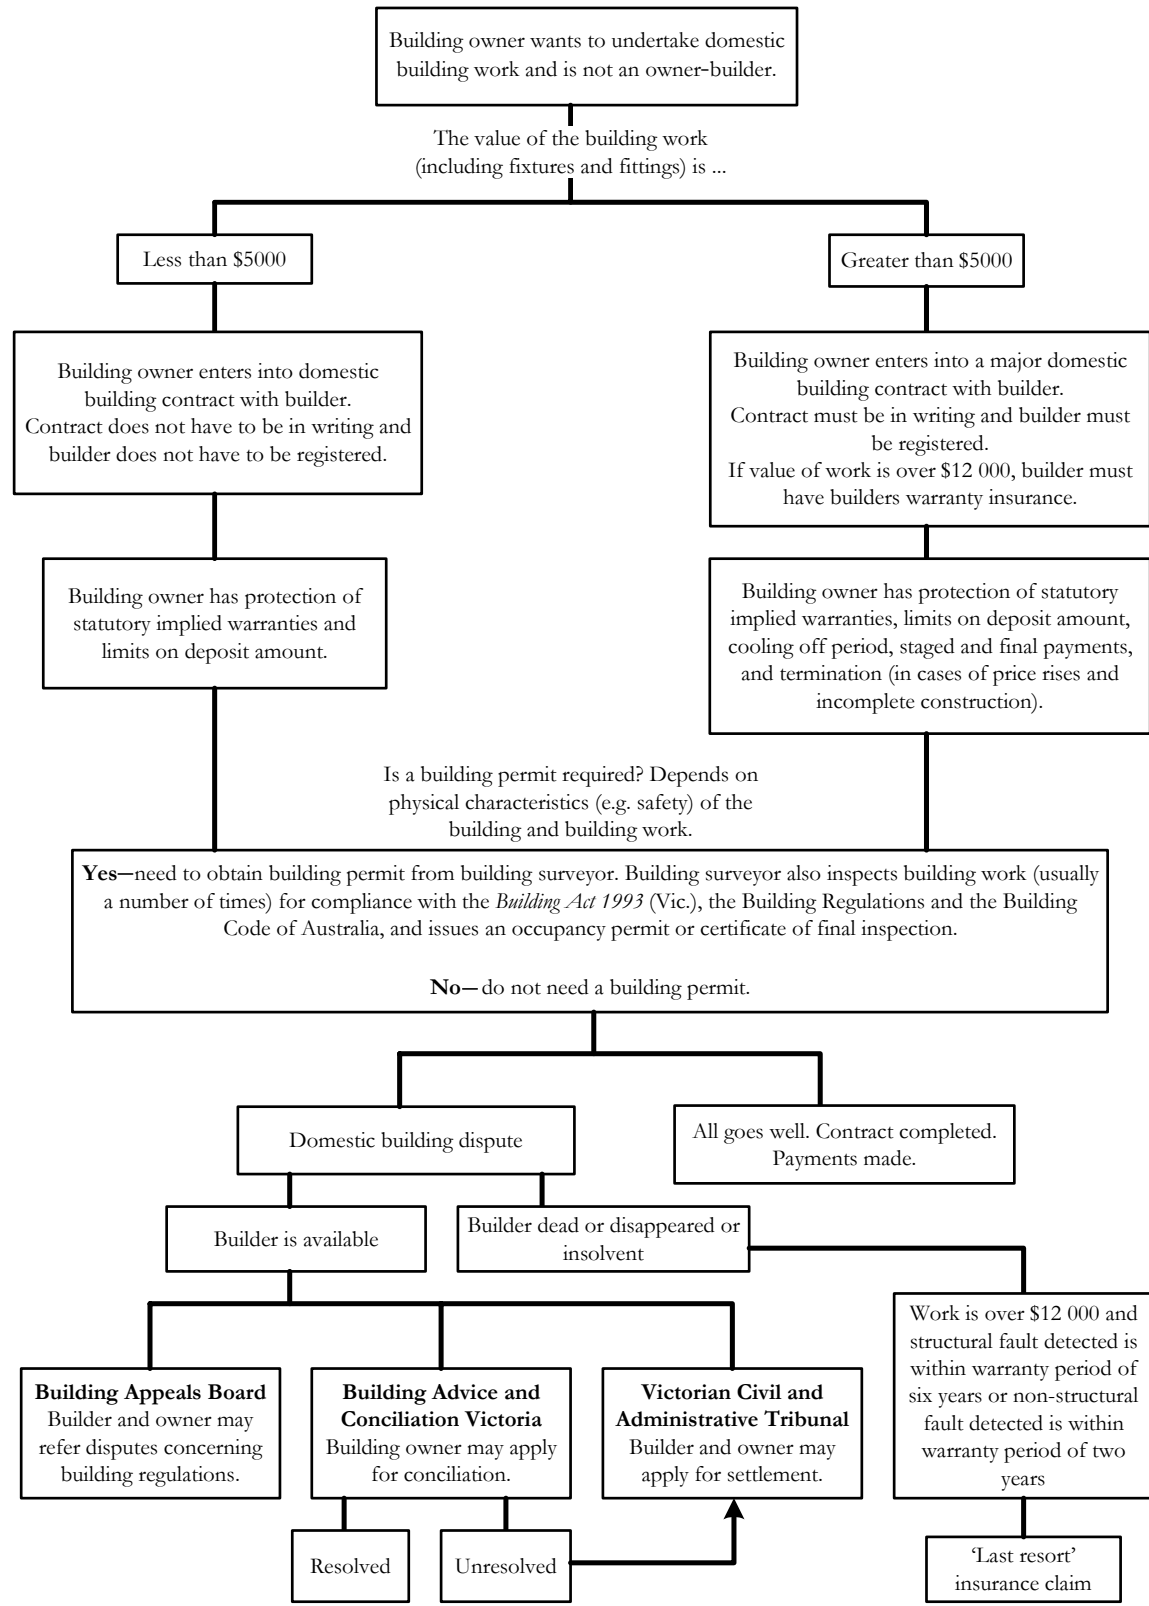 Building owner wants to undertake domestic
building work and is not an owner-builder.
The value of the building work
(including fixtures and fittings) is ...
Less than $5000
Greater than $5000
Building owner enters into domestic
building contract with builder.
Contract does not have to be in writing and
builder does not have to be registered.
Building owner enters into a major domestic
building contract with builder.
Contract must be in writing and builder must
be registered.
If value of work is over $12 000, builder must
have builders warranty insurance.
Building owner has protection of
statutory implied warranties and
limits on deposit amount.
Building owner has protection of statutory
implied warranties, limits on deposit amount,
cooling off period, staged and final payments,
and termination (in cases of price rises and
incomplete construction).
Is a building permit required? Depends on
physical characteristics (e.g. safety) of the
building and building work.
Yes—need to obtain building permit from building surveyor. Building surveyor also inspects building work (usually
a number of times) for compliance with the Building Act 1993 (Vic.), the Building Regulations and the Building
Code of Australia, and issues an occupancy permit or certificate of final inspection.
No—do not need a building permit.
Domestic building dispute
All goes well. Contract completed.
Payments made.
Builder is available
Builder dead or disappeared or
insolvent
Building Appeals Board
Builder and owner may
refer disputes concerning
building regulations.
Building Advice and
Conciliation Victoria
Building owner may apply
for conciliation.
Victorian Civil and
Administrative Tribunal
Builder and owner may
apply for settlement.
Work is over $12 000 and
structural fault detected is
within warranty period of
six years or non-structural
fault detected is within
warranty period of two
years
Resolved
Unresolved
‘Last resort’
insurance claim